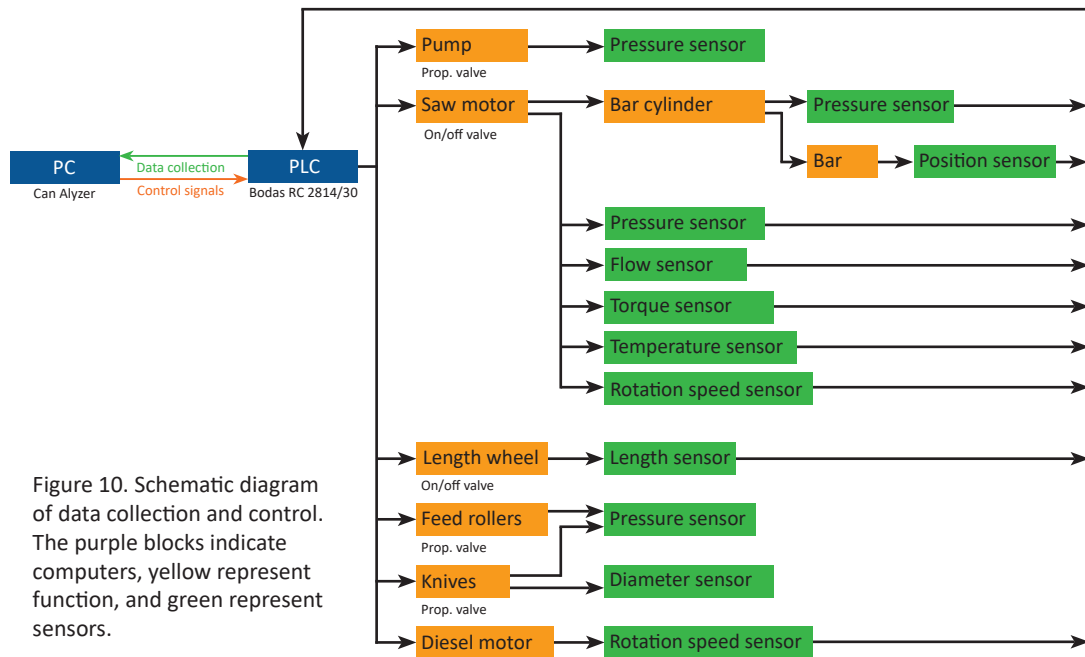 Pump
Pressure sensor
Prop. valve
Saw motor
Bar cylinder
Pressure sensor
On/off valve
PC
Data collection
PLC
Bar
Position sensor
Can Alyzer
Control signals
Bodas RC 2814/30
Pressure sensor
Flow sensor
Torque sensor
Temperature sensor
Rotation speed sensor
Length wheel
Length sensor
On/off valve
Feed rollers
Pressure sensor
Prop. valve
Knives
Diameter sensor
Prop. valve
Diesel motor
Rotation speed sensor
Figure 10. Schematic diagram
of data collection and control.
The purple blocks indicate
computers, yellow represent
function, and green represent
sensors.